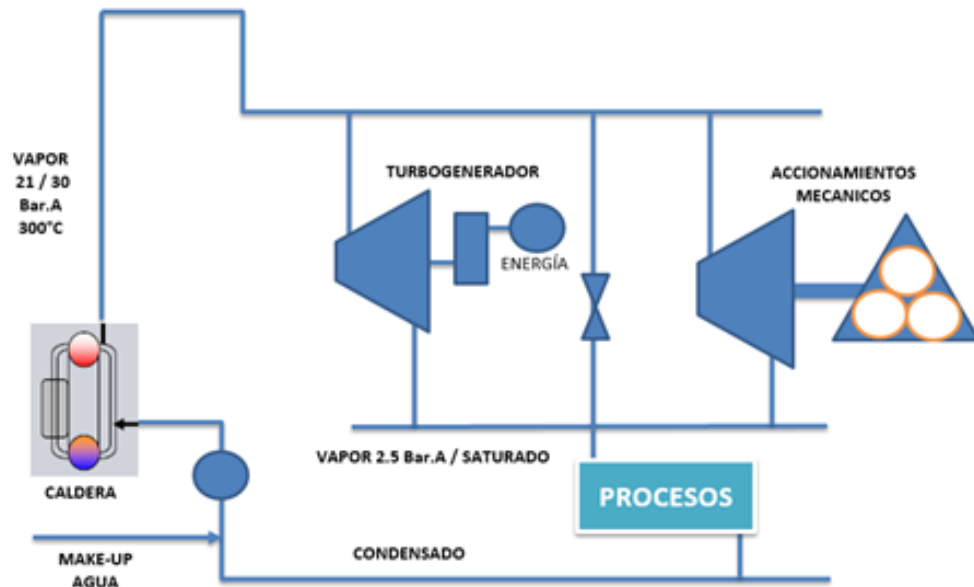 VAPOR
21 / 30
Bar.A
300°C
TURBOGENERADOR
ENERGÍA
ACCIONAMIENTOS
MECANICOS
CALDERA
VAPOR 2.5 Bar.A / SATURADO
PROCESOS
MAKE-UP
AGUA
CONDENSADO